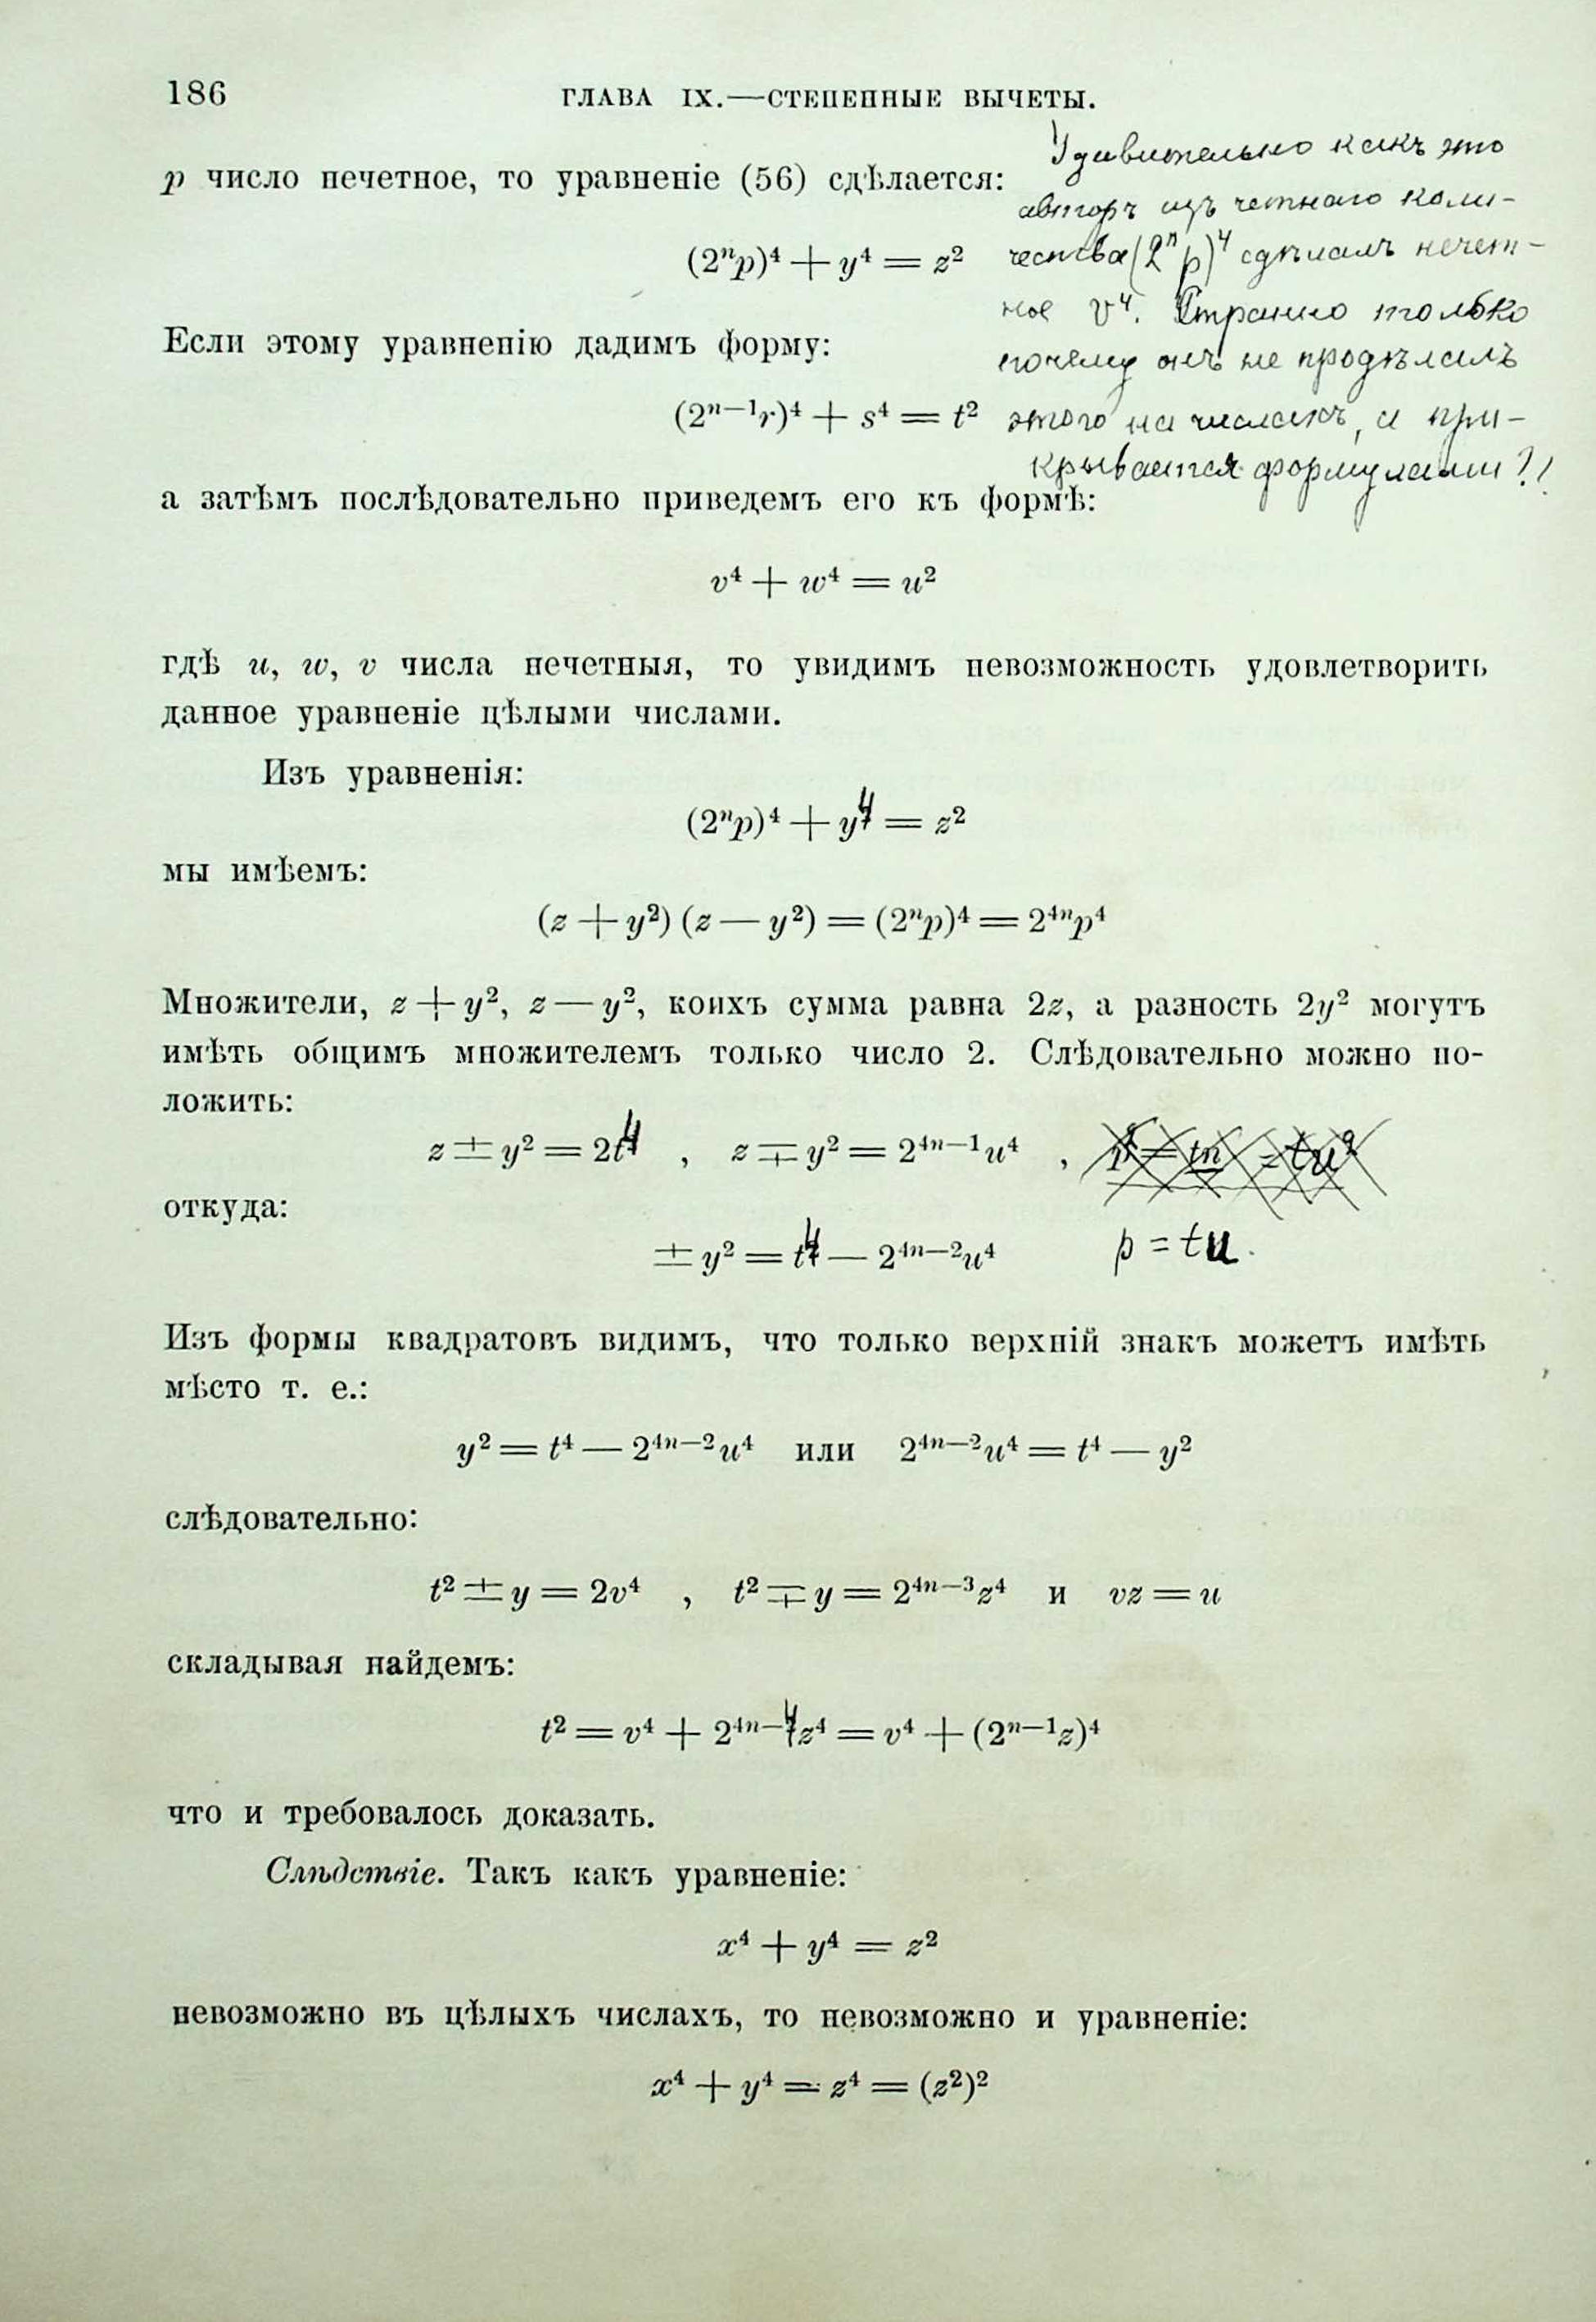 186 ГЛАВА IX.—СТЕПЕННЫЕ ВЫЧЕТЫ.
Удивительно какъ это
p число нечетное, то уравненіе (56) сдѣлается:
авторъ изъ четнаго коли-
(2ⁿp)⁴ + y⁴ = z²
чества (2ⁿp)⁴ сдѣлалъ нечет-
ное v⁴. Странно только
Если этому уравненію дадимъ форму:
почему онъ не продѣлалъ
(2ⁿ⁻¹r)⁴ + s⁴ = t²
этого на числахъ, и при-
крывается формулами?!
а затѣмъ послѣдовательно приведемъ его къ формѣ:
v⁴ + w⁴ = u²
гдѣ u, w, v числа нечетныя, то увидимъ невозможность удовлетворить
данное уравненіе цѣлыми числами.
Изъ уравненія:
(2ⁿp)⁴ + y⁴ = z²
мы имѣемъ:
(z + y²) (z — y²) = (2ⁿp)⁴ = 2⁴ⁿp⁴
Множители, z + y², z — y², коихъ сумма равна 2z, а разность 2y² могутъ
имѣть общимъ множителемъ только число 2. Слѣдовательно можно по-
ложить:
z ± y² = 2t⁴ , z ∓ y² = 2⁴ⁿ⁻¹u⁴ ,
откуда:
± y² = t⁴ — 2⁴ⁿ⁻²u⁴ p = tu.
Изъ формы квадратовъ видимъ, что только верхній знакъ можетъ имѣть
мѣсто т. е.:
y² = t⁴ — 2⁴ⁿ⁻²u⁴ или 2⁴ⁿ⁻²u⁴ = t⁴ — y²
слѣдовательно:
t² ± y = 2v⁴ , t² ∓ y = 2⁴ⁿ⁻³z⁴ и vz = u
складывая найдемъ:
t² = v⁴ + 2⁴ⁿ⁻⁴z⁴ = v⁴ + (2ⁿ⁻¹z)⁴
что и требовалось доказать.
Слѣдствіе. Такъ какъ уравненіе:
x⁴ + y⁴ = z²
невозможно въ цѣлыхъ числахъ, то невозможно и уравненіе:
x⁴ + y⁴ = z⁴ = (z²)²